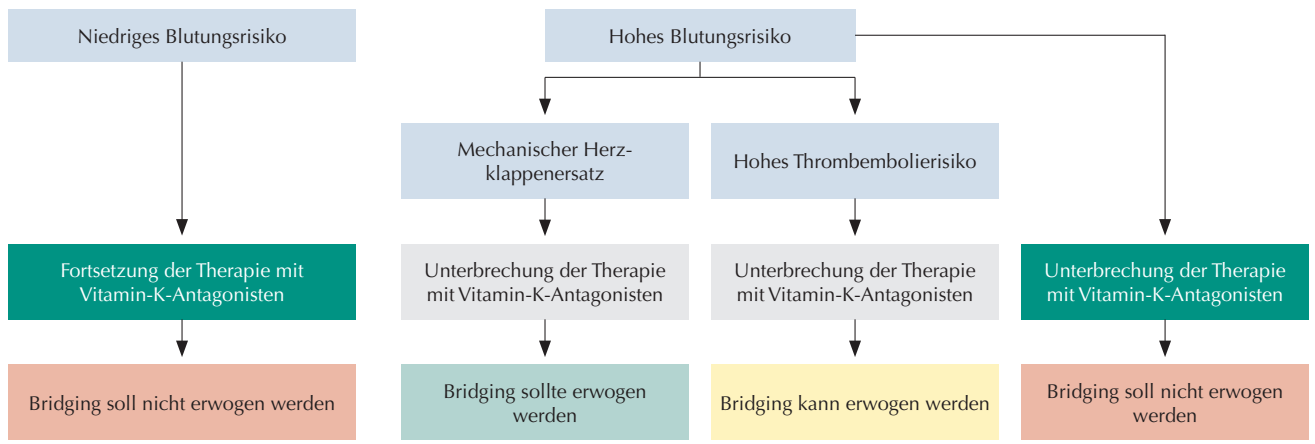 Niedriges Blutungsrisiko
Hohes Blutungsrisiko
Mechanischer Herz-
klappenersatz
Hohes Thrombembolierisiko
Fortsetzung der Therapie mit
Vitamin-K-Antagonisten
Unterbrechung der Therapie
mit Vitamin-K-Antagonisten
Unterbrechung der Therapie
mit Vitamin-K-Antagonisten
Unterbrechung der Therapie
mit Vitamin-K-Antagonisten
Bridging soll nicht erwogen werden
Bridging sollte erwogen
werden
Bridging kann erwogen werden
Bridging soll nicht erwogen
werden